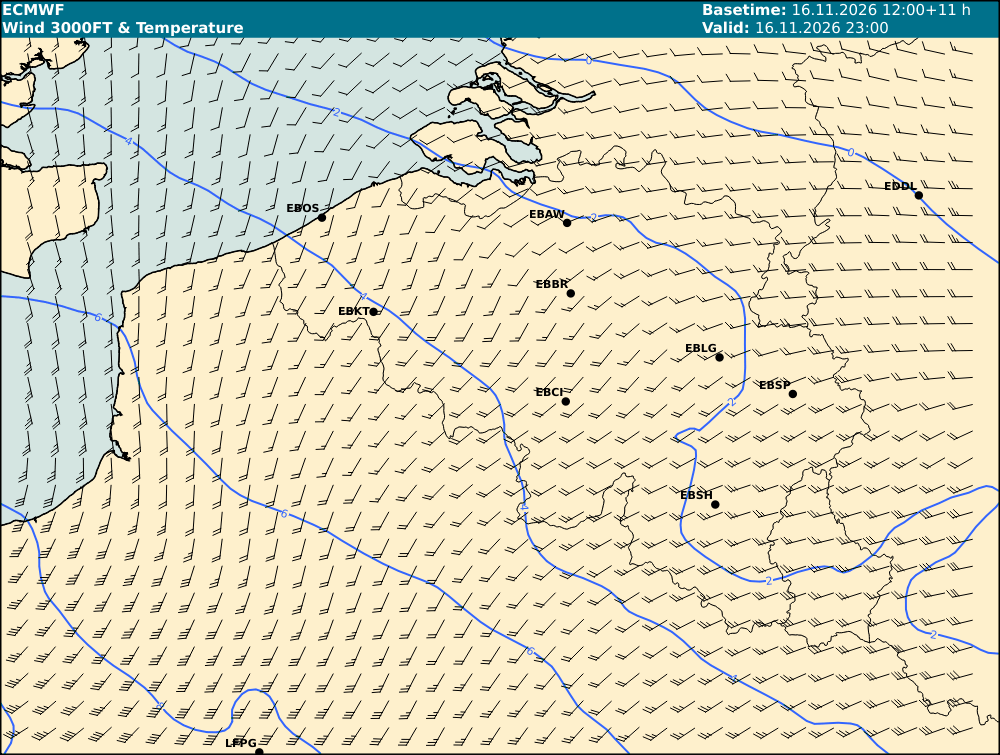 ECMWF
Basetime: 16.11.2026 12:00+11 h
Wind 3000FT & Temperature
Valid: 16.11.2026 23:00
0
2
4
0
EDDL
EBOS
EBAW
2
EBBR
4
EBKT
6
EBLG
EBSP
EBCI
2
EBSH
4
6
2
2
6
4
LFPG